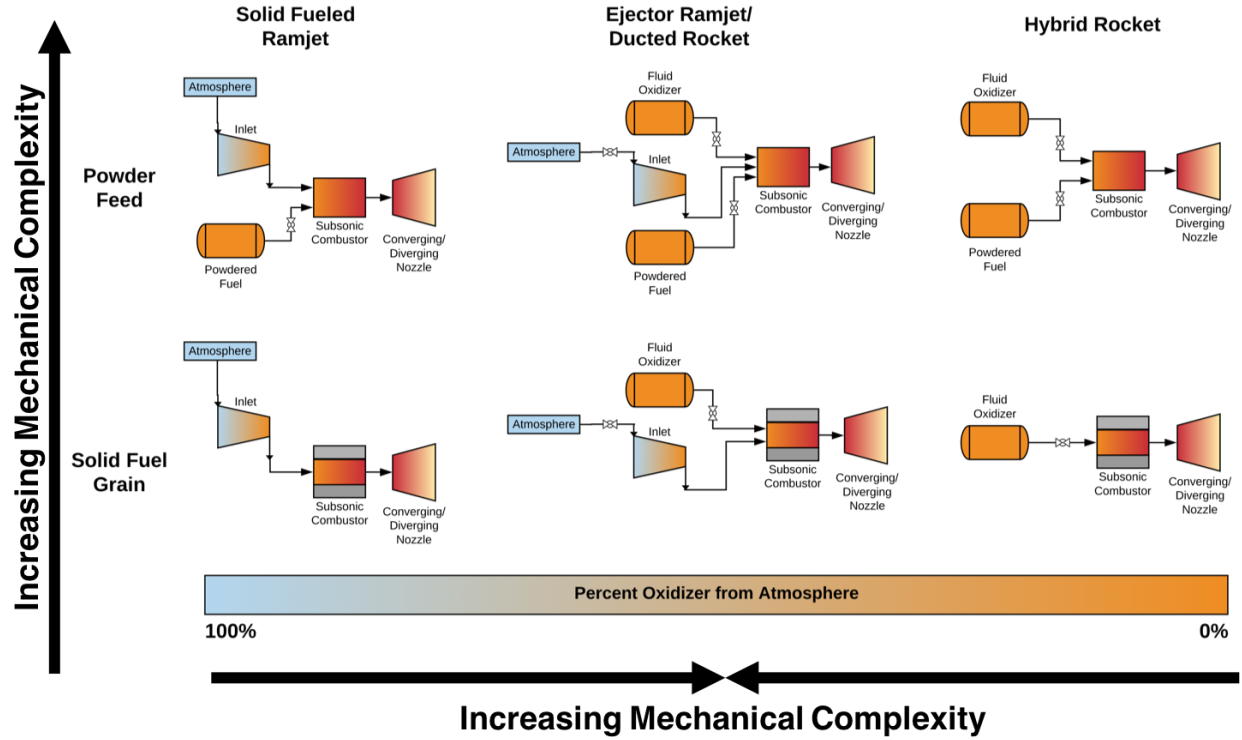 Solid Fueled
Ramjet
Ejector Ramjet/
Ducted Rocket
Hybrid Rocket
Increasing Mechanical Complexity
Powder
Feed
Atmosphere
Inlet
Powdered
Fuel
Subsonic
Combustor
Converging/
Diverging
Nozzle
Fluid
Oxidizer
Atmosphere
Inlet
Powdered
Fuel
Subsonic
Combustor
Converging/
Diverging
Nozzle
Fluid
Oxidizer
Powdered
Fuel
Subsonic
Combustor
Converging/
Diverging
Nozzle
Solid Fuel
Grain
Atmosphere
Inlet
Subsonic
Combustor
Converging/
Diverging
Nozzle
Fluid
Oxidizer
Atmosphere
Inlet
Subsonic
Combustor
Converging/
Diverging
Nozzle
Fluid
Oxidizer
Subsonic
Combustor
Converging/
Diverging
Nozzle
Percent Oxidizer from Atmosphere
100%
0%
Increasing Mechanical Complexity